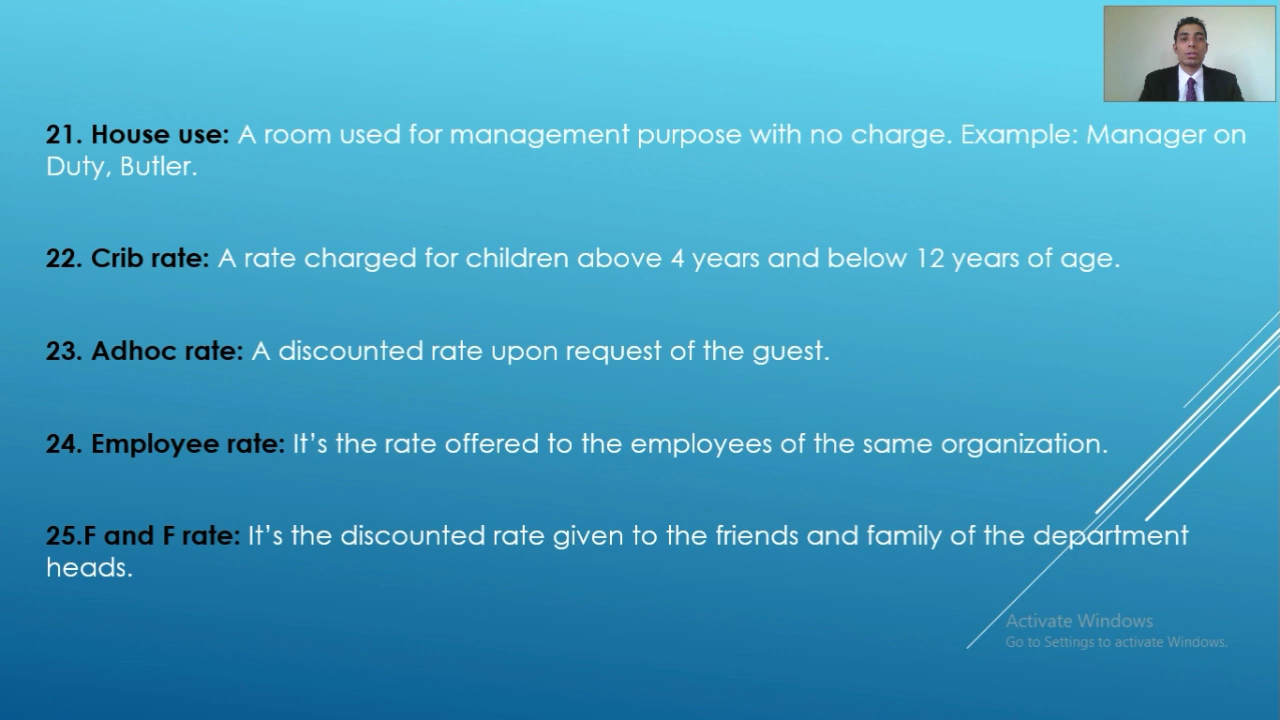 21. House use: A room used for management purpose with no charge. Example: Manager on
Duty, Butler.
22. Crib rate: A rate charged for children above 4 years and below 12 years of age.
23. Adhoc rate: A discounted rate upon request of the guest.
24. Employee rate: It’s the rate offered to the employees of the same organization.
25.F and F rate: It’s the discounted rate given to the friends and family of the department
heads.
Activate Windows
Go to Settings to activate Windows.